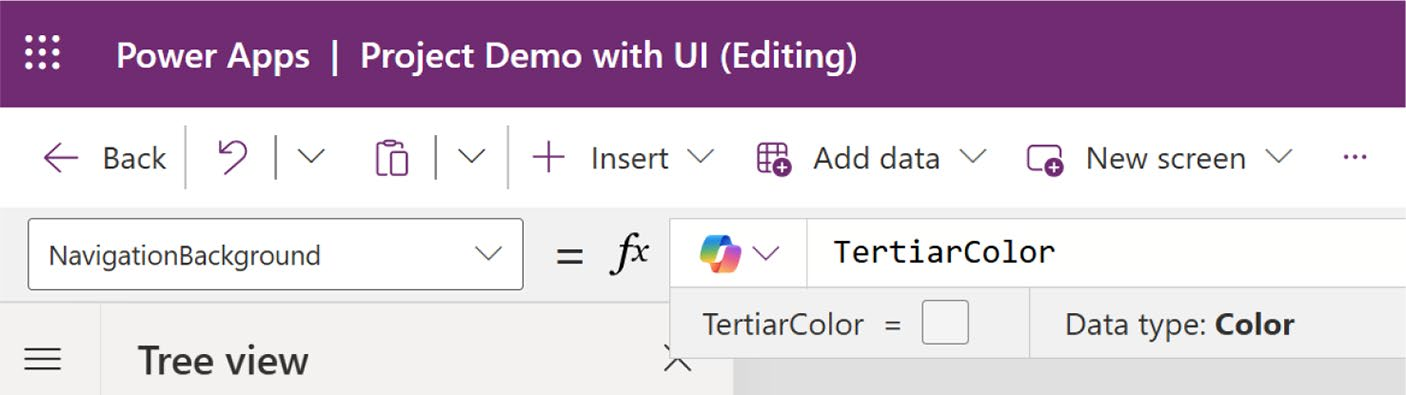 Power Apps | Project Demo with UI (Editing)
Back Insert Add data New screen ...
NavigationBackground = fx TertiarColor
TertiarColor = Data type: Color
Tree view